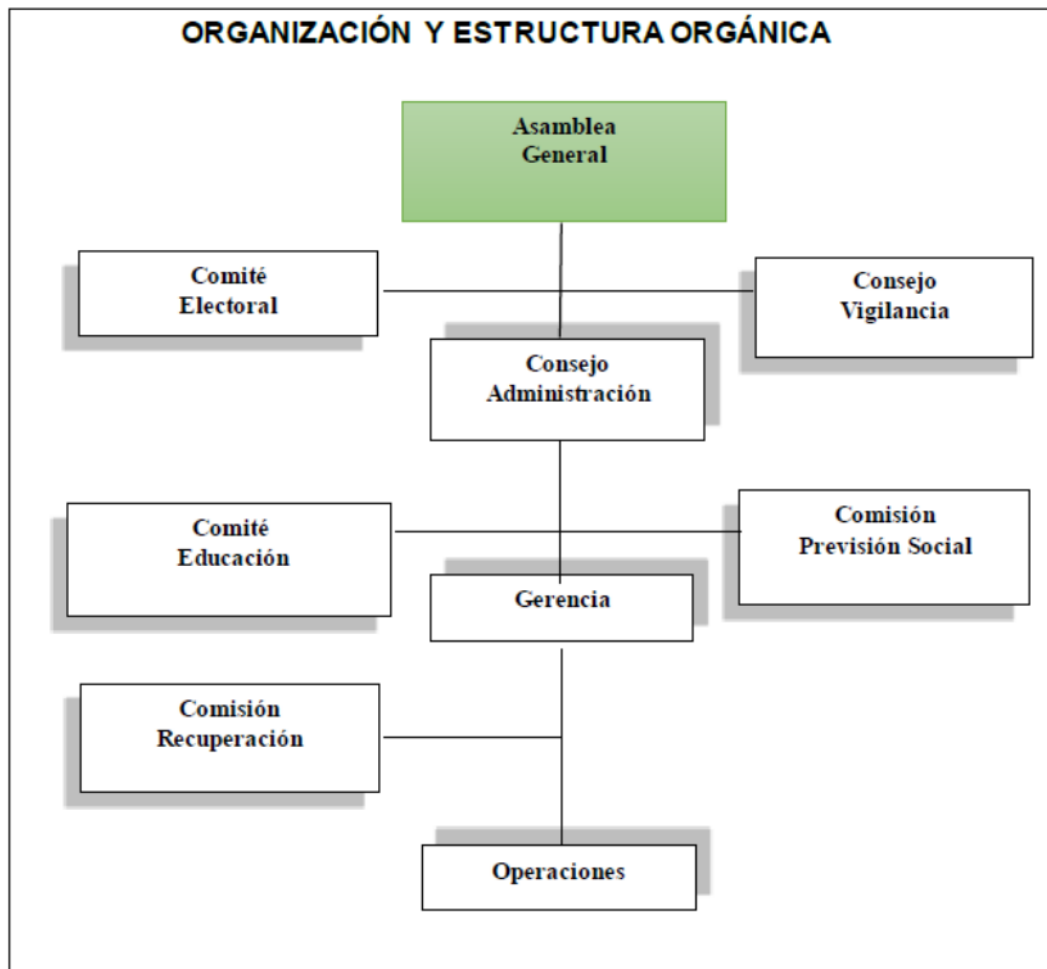 ORGANIZACIÓN Y ESTRUCTURA ORGÁNICA
Asamblea
General
Comité
Electoral
Consejo
Vigilancia
Consejo
Administración
Comité
Educación
Comisión
Previsión Social
Gerencia
Comisión
Recuperación
Operaciones